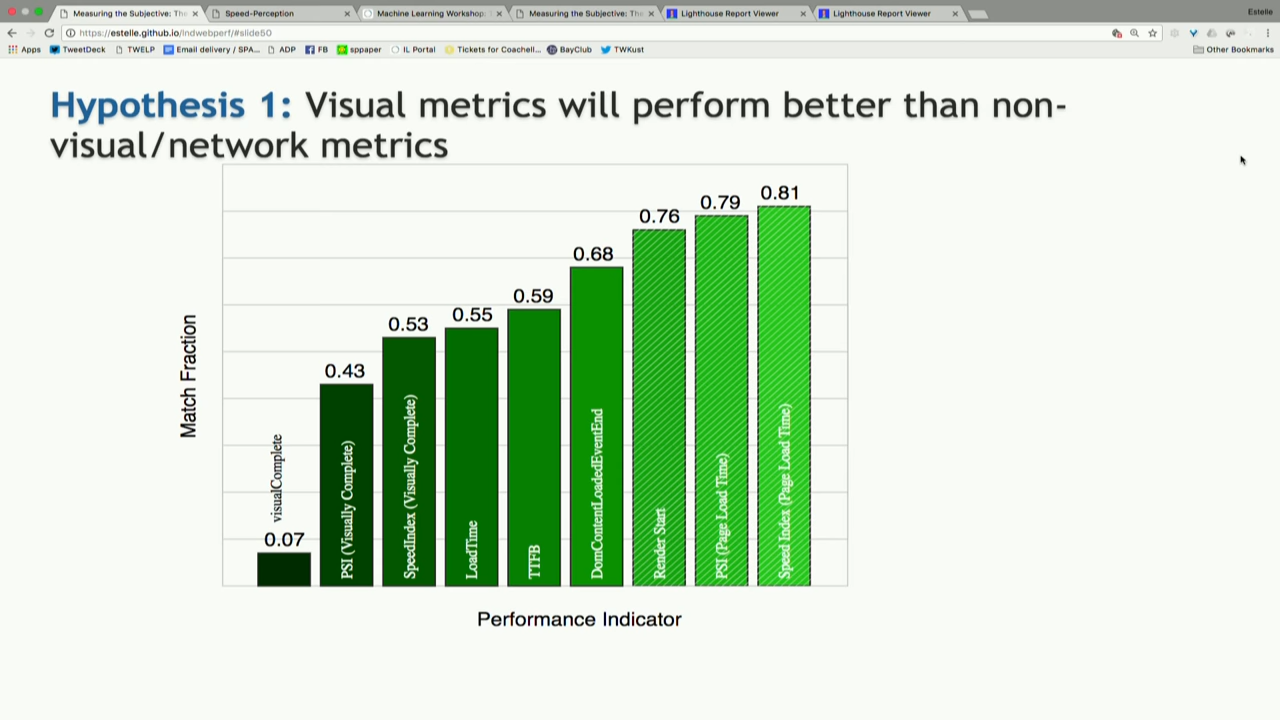 Measuring the Subjective: The
Speed-Perception
Machine Learning Workshop:
Measuring the Subjective: The
Lighthouse Report Viewer
Lighthouse Report Viewer
Estelle
https://estelle.github.io/lndwebperf/#slide50
Apps
TweetDeck
TWELP
Email delivery / SPA...
ADP
FB
sppaper
IL Portal
Tickets for Coachell...
BayClub
TWKust
Other Bookmarks
Hypothesis 1: Visual metrics will perform better than non-
visual/network metrics
Match Fraction
0.07
visualComplete
0.43
PSI (Visually Complete)
0.53
SpeedIndex (Visually Complete)
0.55
LoadTime
0.59
TTFB
0.68
DomContentLoadedEventEnd
0.76
Render Start
0.79
PSI (Page Load Time)
0.81
Speed Index (Page Load Time)
Performance Indicator